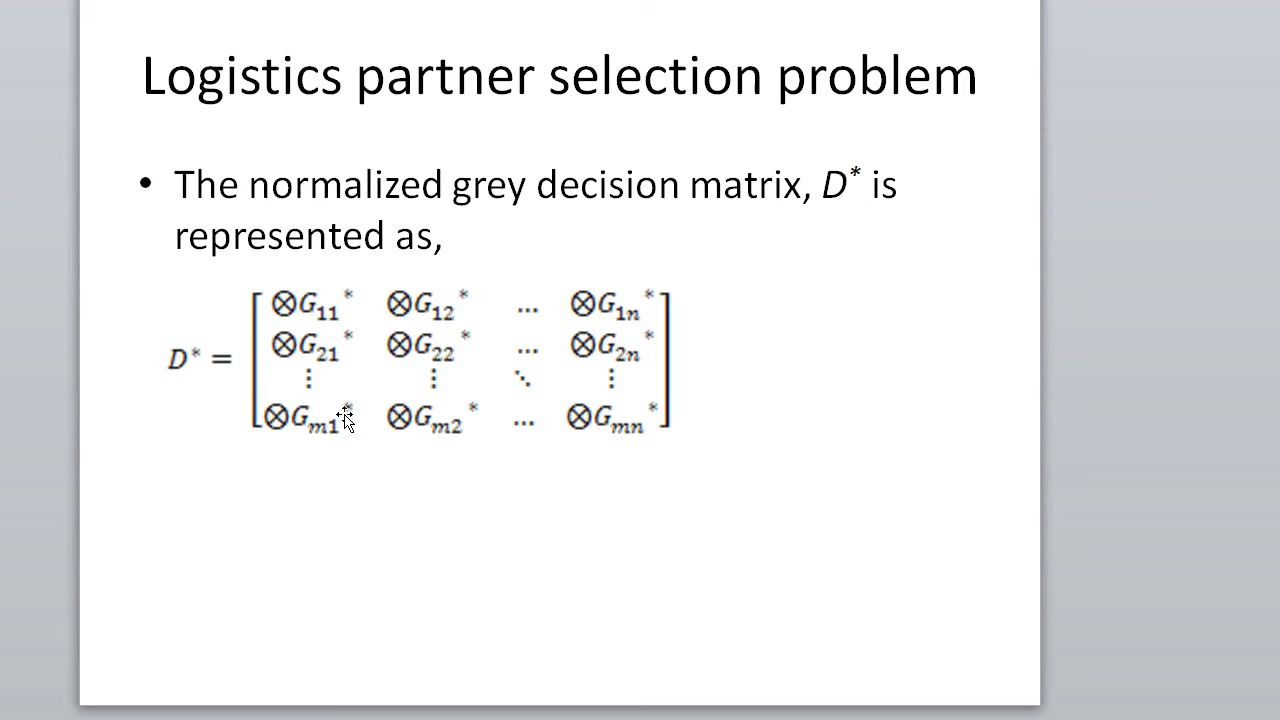 Logistics partner selection problem
• The normalized grey decision matrix, D* is
represented as,
D* = [ ⊗G₁₁* ⊗G₁₂* … ⊗G₁ₙ*
⊗G₂₁* ⊗G₂₂* … ⊗G₂ₙ*
⋮ ⋮ ⋱ ⋮
⊗Gₘ₁* ⊗Gₘ₂* … ⊗Gₘₙ* ]